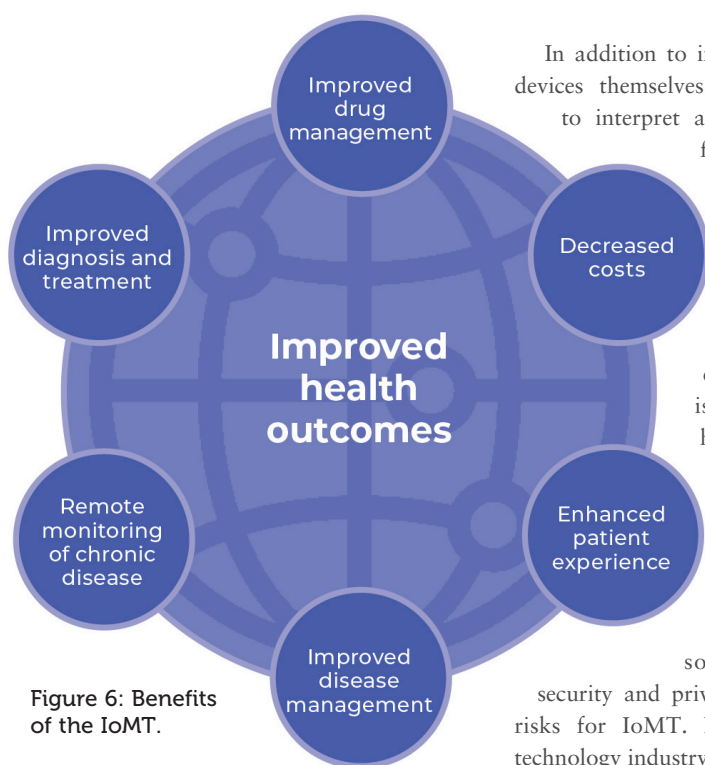 Improved
drug
management
Improved
diagnosis and
treatment
Decreased
costs
Improved
health
outcomes
Remote
monitoring
of chronic
disease
Enhanced
patient
experience
Improved
disease
management
Figure 6: Benefits
of the IoMT.
In addition to
devices themselves
to interpret
security and
risks for IoMT.
technology industry